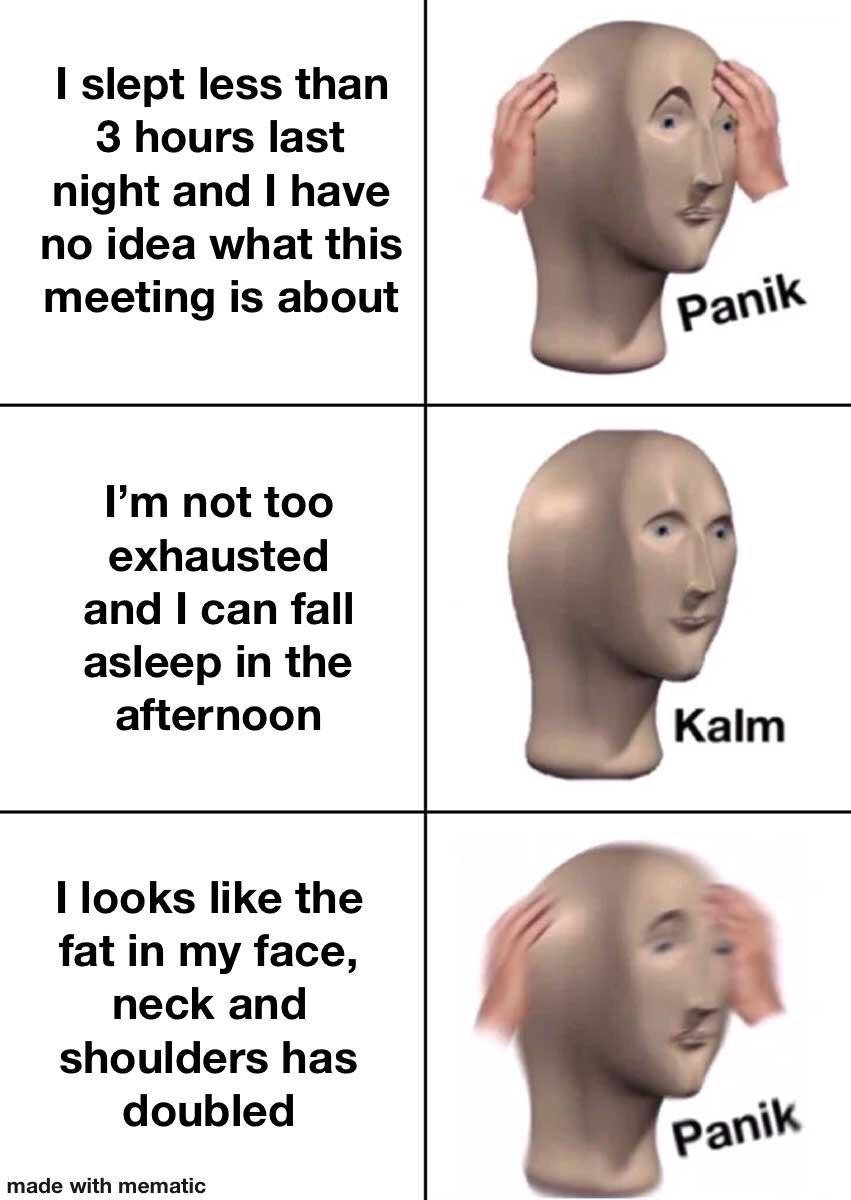 I slept less than
3 hours last
night and I have
no idea what this
meeting is about
Panik
I’m not too
exhausted
and I can fall
asleep in the
afternoon
Kalm
I looks like the
fat in my face,
neck and
shoulders has
doubled
Panik
made with mematic